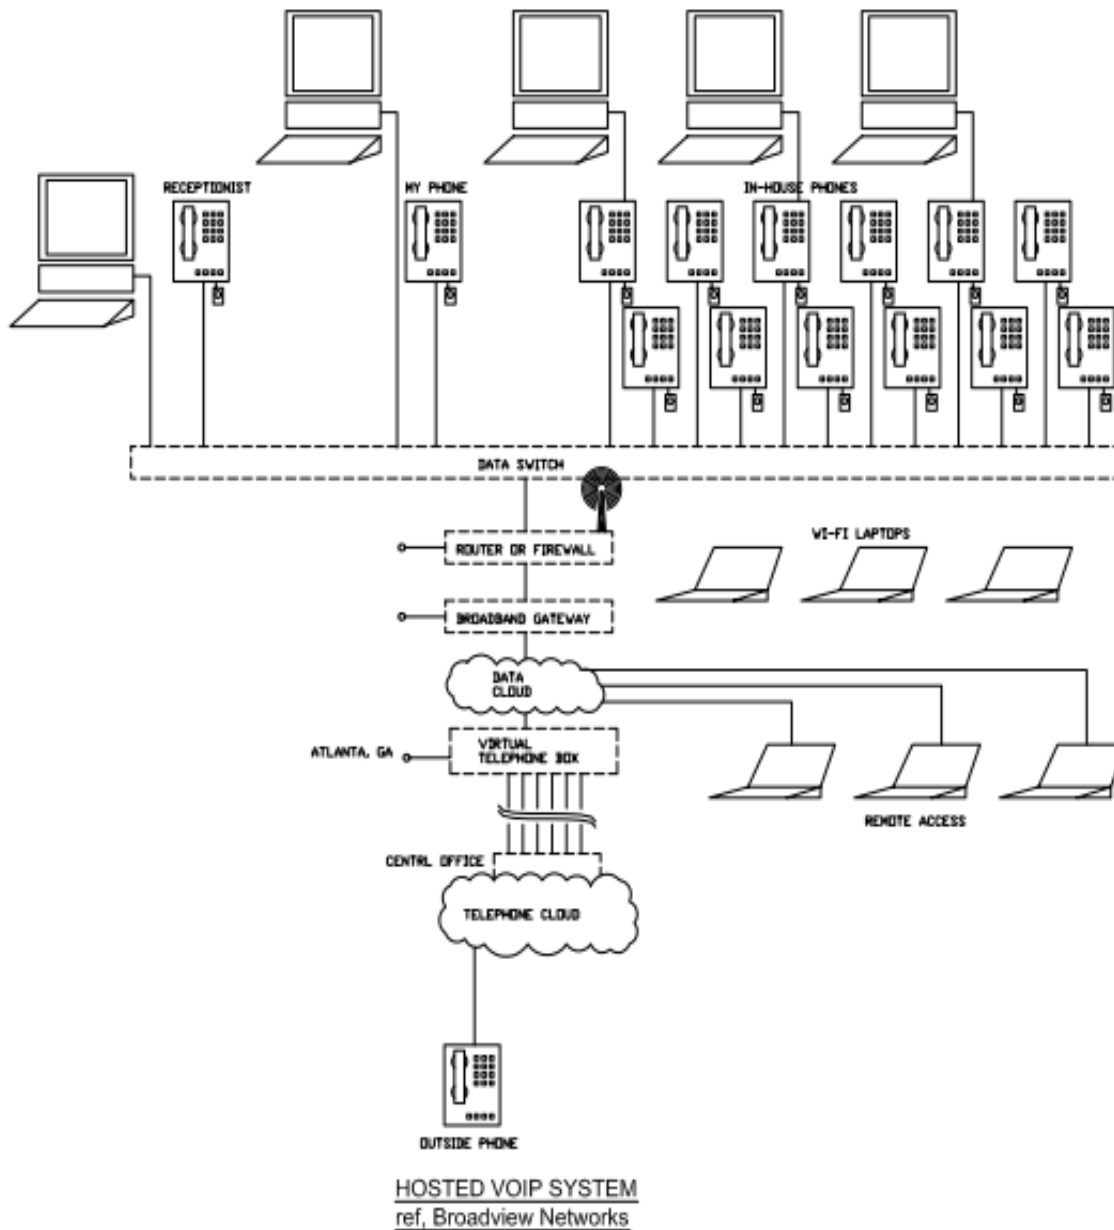 RECEPTIONIST
MY PHONE
IN-HOUSE PHONES
DATA SWITCH
ROUTER OR FIREWALL
WI-FI LAPTOPS
BROADBAND GATEWAY
DATA
CLOUD
ATLANTA, GA
VIRTUAL
TELEPHONE BOX
REMOTE ACCESS
CENTRL OFFICE
TELEPHONE CLOUD
OUTSIDE PHONE
HOSTED VOIP SYSTEM
ref, Broadview Networks